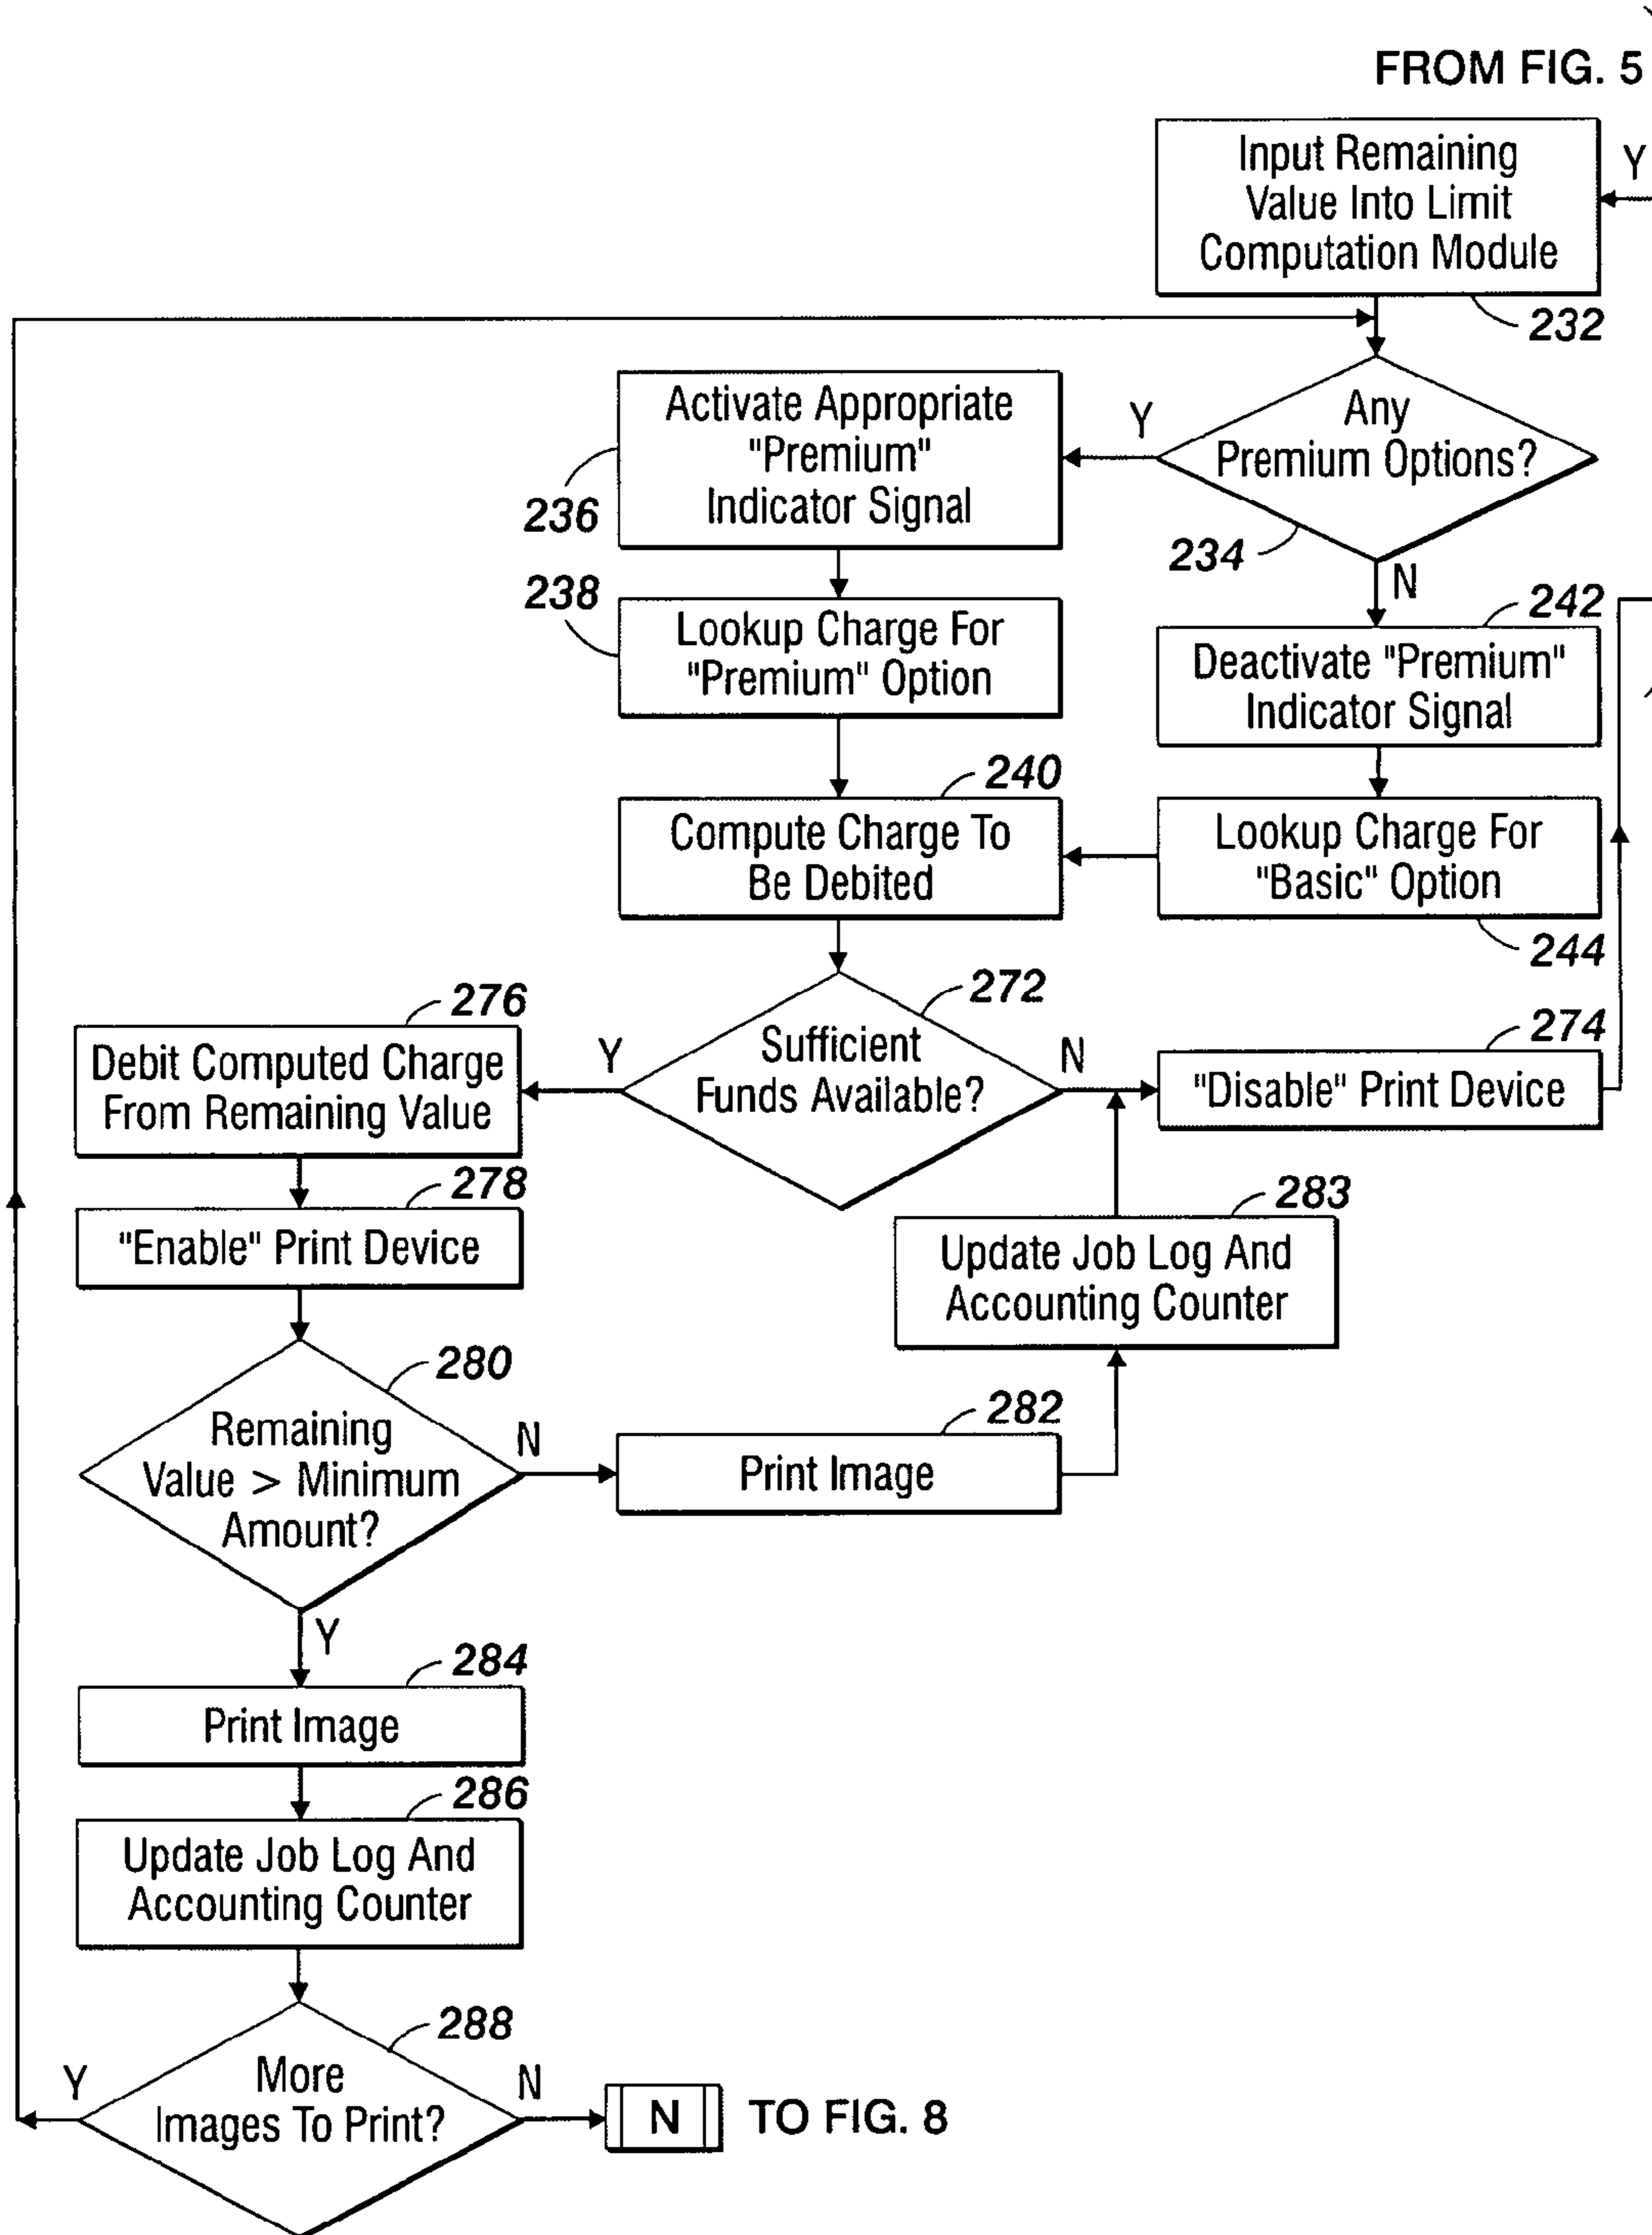 FROM FIG. 5
Input Remaining
Value Into Limit
Computation Module
Y
232
Any
Premium Options?
Y
234
N
Activate Appropriate
"Premium"
Indicator Signal
236
238
Lookup Charge For
"Premium" Option
242
Deactivate "Premium"
Indicator Signal
240
Compute Charge To
Be Debited
Lookup Charge For
"Basic" Option
244
272
Sufficient
Funds Available?
Y
N
276
Debit Computed Charge
From Remaining Value
274
"Disable" Print Device
278
"Enable" Print Device
283
Update Job Log And
Accounting Counter
280
Remaining
Value > Minimum
Amount?
N
282
Print Image
Y
284
Print Image
286
Update Job Log And
Accounting Counter
288
More
Images To Print?
Y
N
N
TO FIG. 8